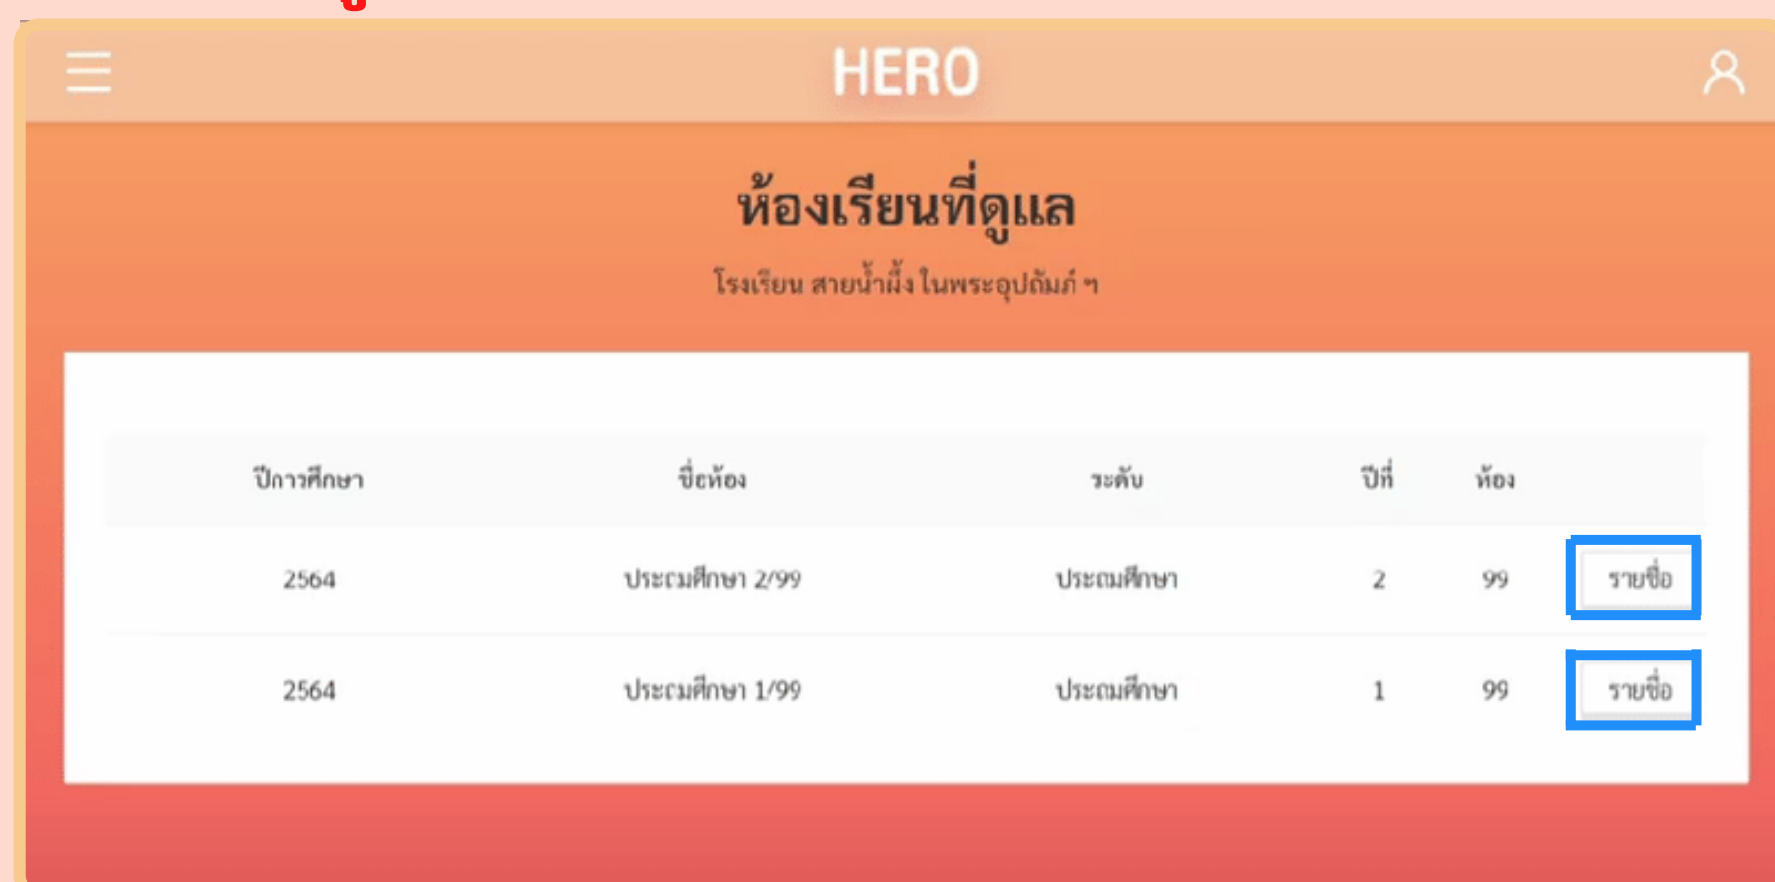 HERO
ห้องเรียนที่ดูแล
โรงเรียน สายน้ำผึ้ง ในพระอุปถัมภ์ ฯ
ปีการศึกษา ชื่อห้อง ระดับ ปีที่ ห้อง
2564 ประถมศึกษา 2/99 ประถมศึกษา 2 99 รายชื่อ
2564 ประถมศึกษา 1/99 ประถมศึกษา 1 99 รายชื่อ